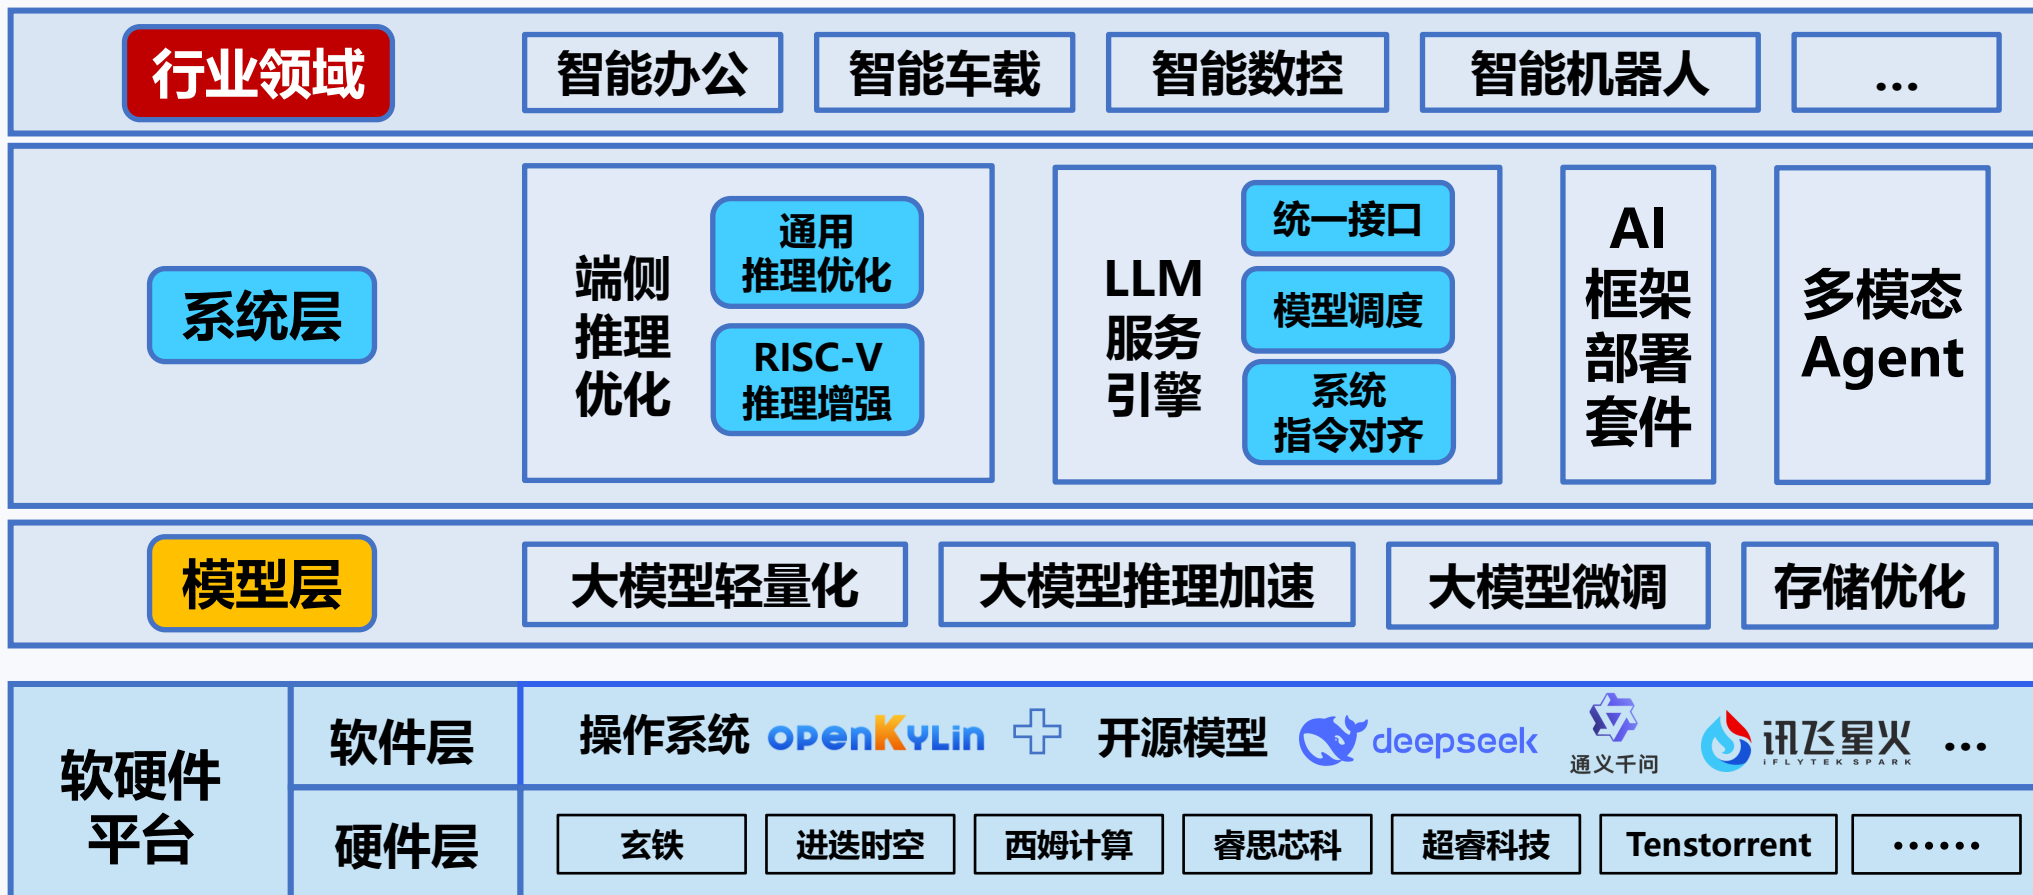 行业领域
智能办公
智能车载
智能数控
智能机器人
...
系统层
端侧
推理
优化
通用
推理优化
RISC-V
推理增强
LLM
服务
引擎
统一接口
模型调度
系统
指令对齐
AI
框架
部署
套件
多模态
Agent
模型层
大模型轻量化
大模型推理加速
大模型微调
存储优化
软硬件
平台
软件层
操作系统 openKylin
开源模型 deepseek
通义千问
讯飞星火
iFLYTEK SPARK
...
硬件层
玄铁
进迭时空
西姆计算
睿思芯科
超睿科技
Tenstorrent
······